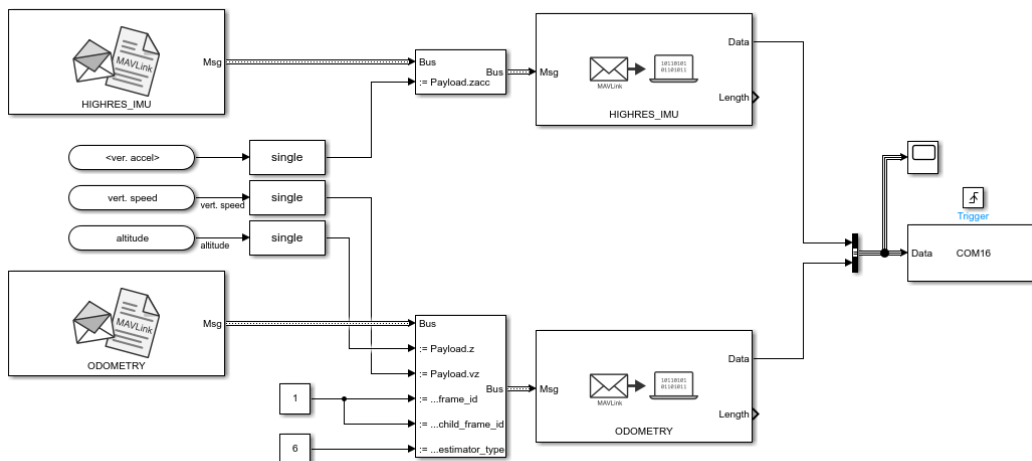 MAVLink
Msg
HIGHRES_IMU
Bus
:= Payload.zacc
Bus
Msg
MAVLink
10110101
01101011
Data
Length
HIGHRES_IMU
<ver. accel>
single
vert. speed
vert. speed
single
altitude
altitude
single
Trigger
Data
COM16
MAVLink
Msg
ODOMETRY
Bus
:= Payload.z
:= Payload.vz
:= ...frame_id
:= ...child_frame_id
:= ...estimator_type
Bus
1
6
Msg
MAVLink
10110101
01101011
Data
Length
ODOMETRY